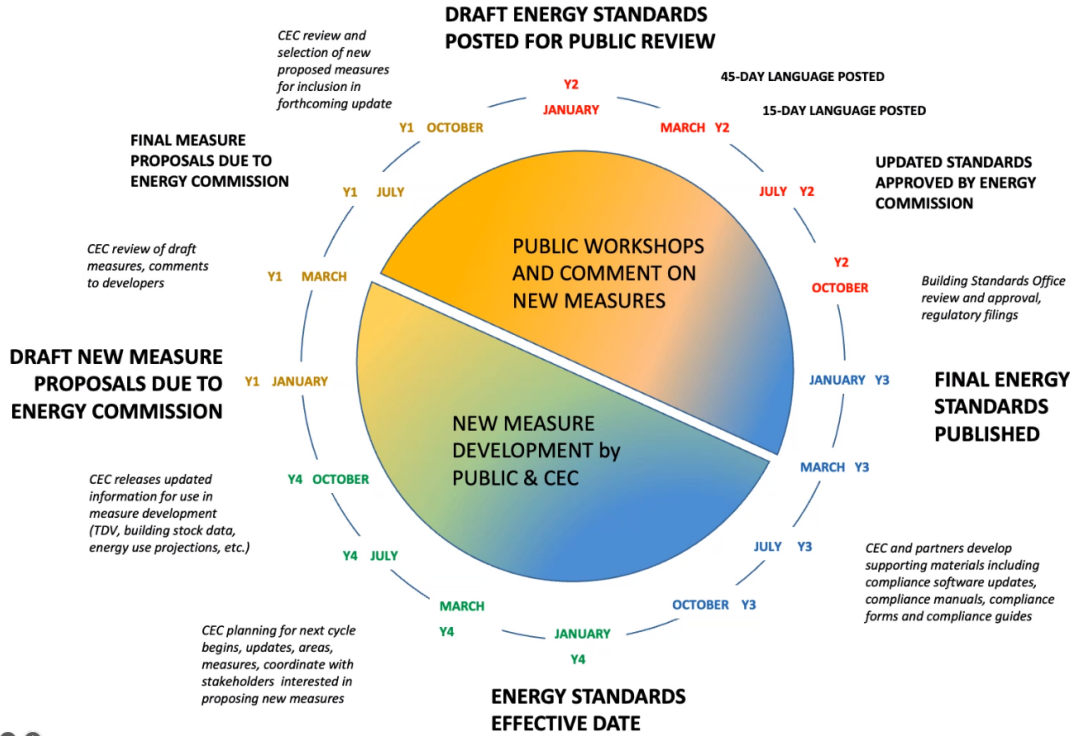 DRAFT ENERGY STANDARDS
POSTED FOR PUBLIC REVIEW
CEC review and
selection of new
proposed measures
for inclusion in
forthcoming update
45-DAY LANGUAGE POSTED
15-DAY LANGUAGE POSTED
Y2
JANUARY
Y1 OCTOBER
MARCH Y2
FINAL MEASURE
PROPOSALS DUE TO
ENERGY COMMISSION
UPDATED STANDARDS
APPROVED BY ENERGY
COMMISSION
Y1 JULY
JULY Y2
CEC review of draft
measures, comments
to developers
Y1 MARCH
PUBLIC WORKSHOPS
AND COMMENT ON
NEW MEASURES
Y2
OCTOBER
Building Standards Office
review and approval,
regulatory filings
DRAFT NEW MEASURE
PROPOSALS DUE TO
ENERGY COMMISSION
Y1 JANUARY
JANUARY Y3
FINAL ENERGY
STANDARDS
PUBLISHED
NEW MEASURE
DEVELOPMENT by
PUBLIC & CEC
MARCH Y3
CEC releases updated
information for use in
measure development
(TDV, building stock data,
energy use projections, etc.)
Y4 OCTOBER
Y4 JULY
JULY Y3
CEC and partners develop
supporting materials including
compliance software updates,
compliance manuals, compliance
forms and compliance guides
MARCH
Y4
OCTOBER Y3
JANUARY
Y4
CEC planning for next cycle
begins, updates, areas,
measures, coordinate with
stakeholders interested in
proposing new measures
ENERGY STANDARDS
EFFECTIVE DATE